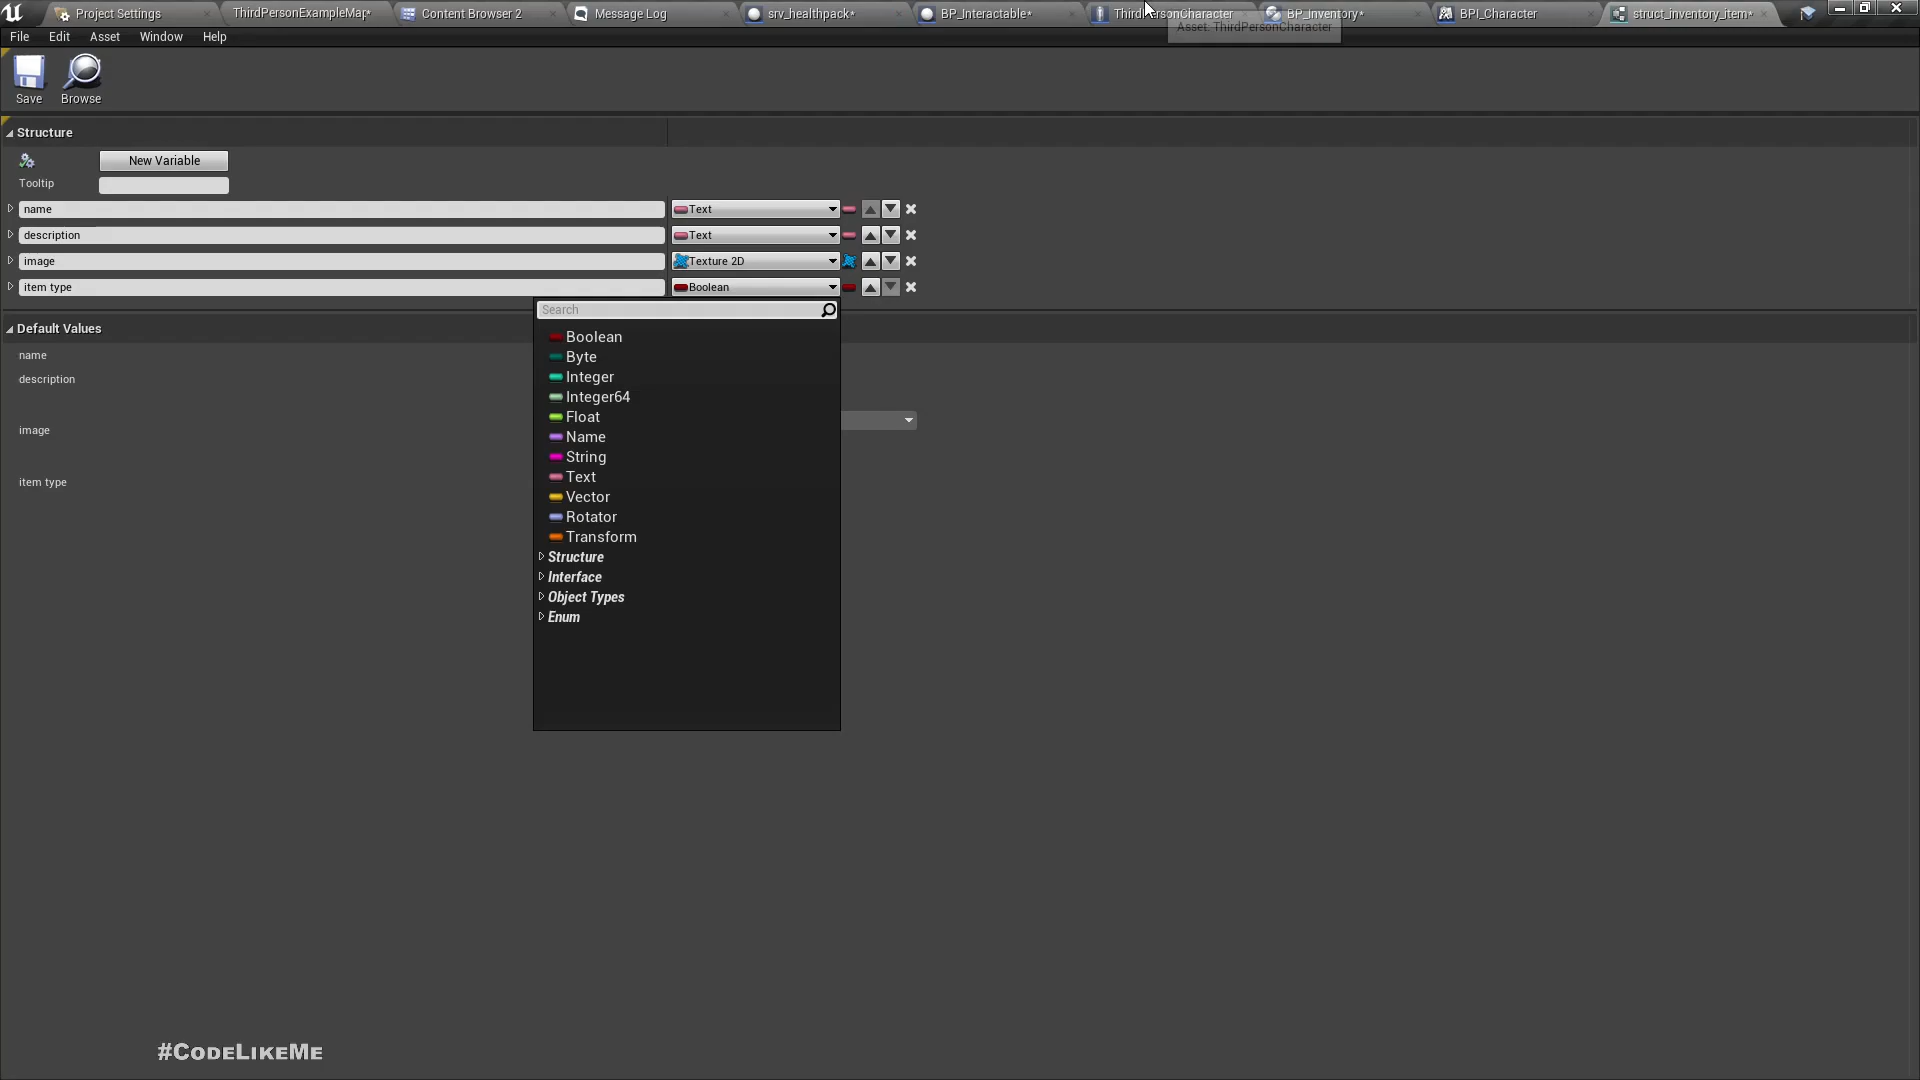 Project Settings
ThirdPersonExampleMap*
Content Browser 2
Message Log
srv_healthpack*
BP_Interactable*
ThirdPersonCharacter
BP_Inventory*
BPI_Character
struct_inventory_item*
Asset: ThirdPersonCharacter
File Edit Asset Window Help
Save Browse
Structure
New Variable
Tooltip
name Text
description Text
image Texture 2D
item type Boolean
Search
Default Values
Boolean
name
Byte
description
Integer
Integer64
Float
image
Name
String
Text
item type
Vector
Rotator
Transform
Structure
Interface
Object Types
Enum
#CodeLikeMe